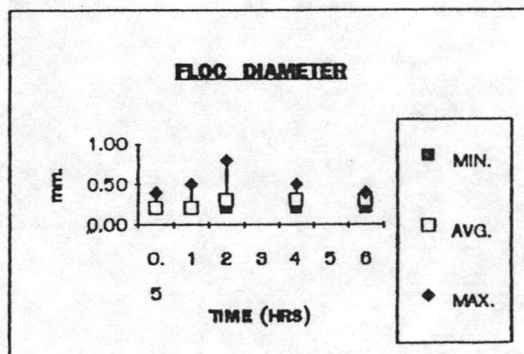 FLOC DIAMETER
1.00
0.50
0.00
mm.
0. 1 2 3 4 5 6
5
TIME (HRS)
MIN.
AVG.
MAX.